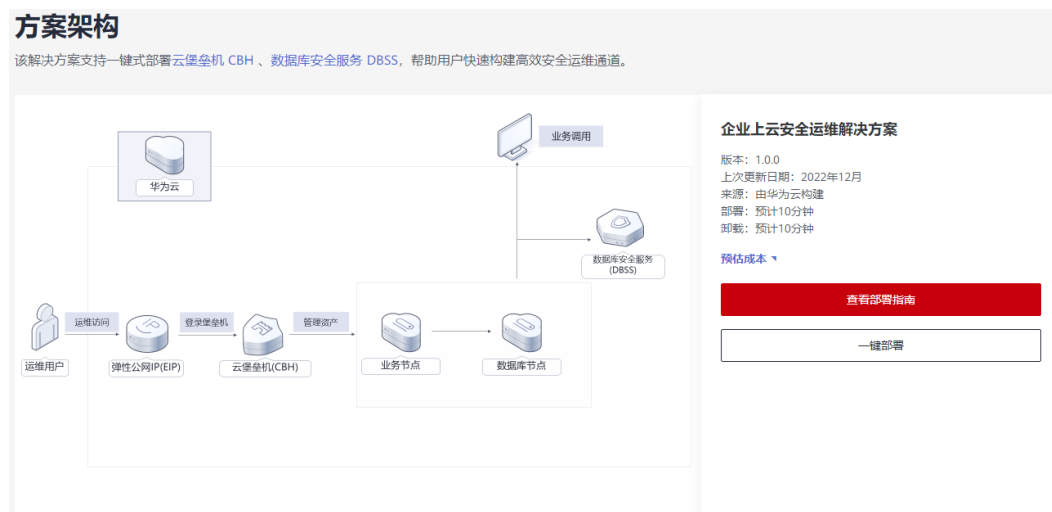 方案架构
该解决方案支持一键式部署云堡垒机 CBH 、数据库安全服务 DBSS，帮助用户快速构建高效安全运维通道。
华为云
业务调用
数据库安全服务
(DBSS)
运维访问
登录堡垒机
管理资产
运维用户
弹性公网IP(EIP)
云堡垒机(CBH)
业务节点
数据库节点
企业上云安全运维解决方案
版本：1.0.0
上次更新日期：2022年12月
来源：由华为云构建
部署：预计10分钟
卸载：预计10分钟
预估成本
查看部署指南
一键部署